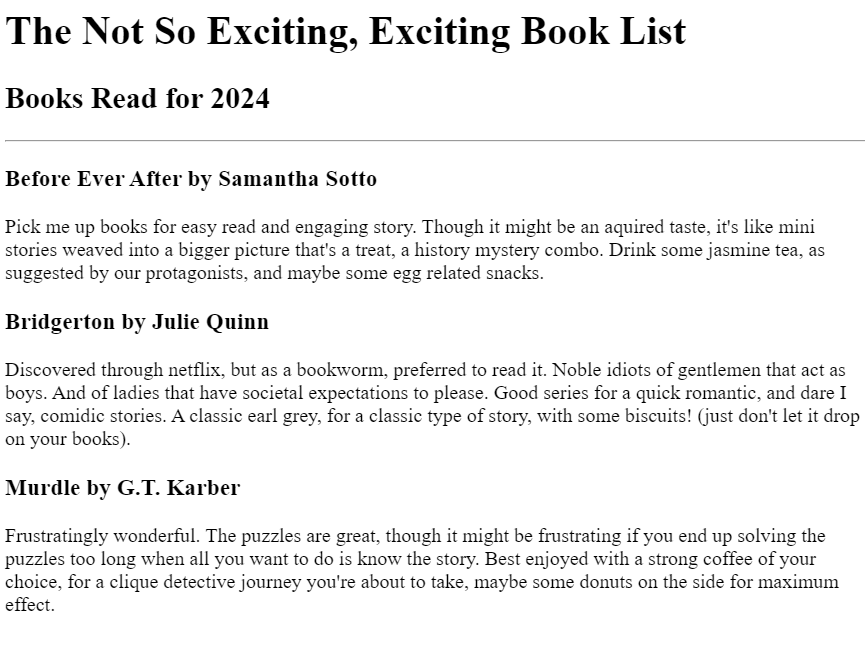 The Not So Exciting, Exciting Book List
Books Read for 2024
Before Ever After by Samantha Sotto
Pick me up books for easy read and engaging story. Though it might be an aquired taste, it's like mini
stories weaved into a bigger picture that's a treat, a history mystery combo. Drink some jasmine tea, as
suggested by our protagonists, and maybe some egg related snacks.
Bridgerton by Julie Quinn
Discovered through netflix, but as a bookworm, preferred to read it. Noble idiots of gentlemen that act as
boys. And of ladies that have societal expectations to please. Good series for a quick romantic, and dare I
say, comidic stories. A classic earl grey, for a classic type of story, with some biscuits! (just don't let it drop
on your books).
Murdle by G.T. Karber
Frustratingly wonderful. The puzzles are great, though it might be frustrating if you end up solving the
puzzles too long when all you want to do is know the story. Best enjoyed with a strong coffee of your
choice, for a clique detective journey you're about to take, maybe some donuts on the side for maximum
effect.